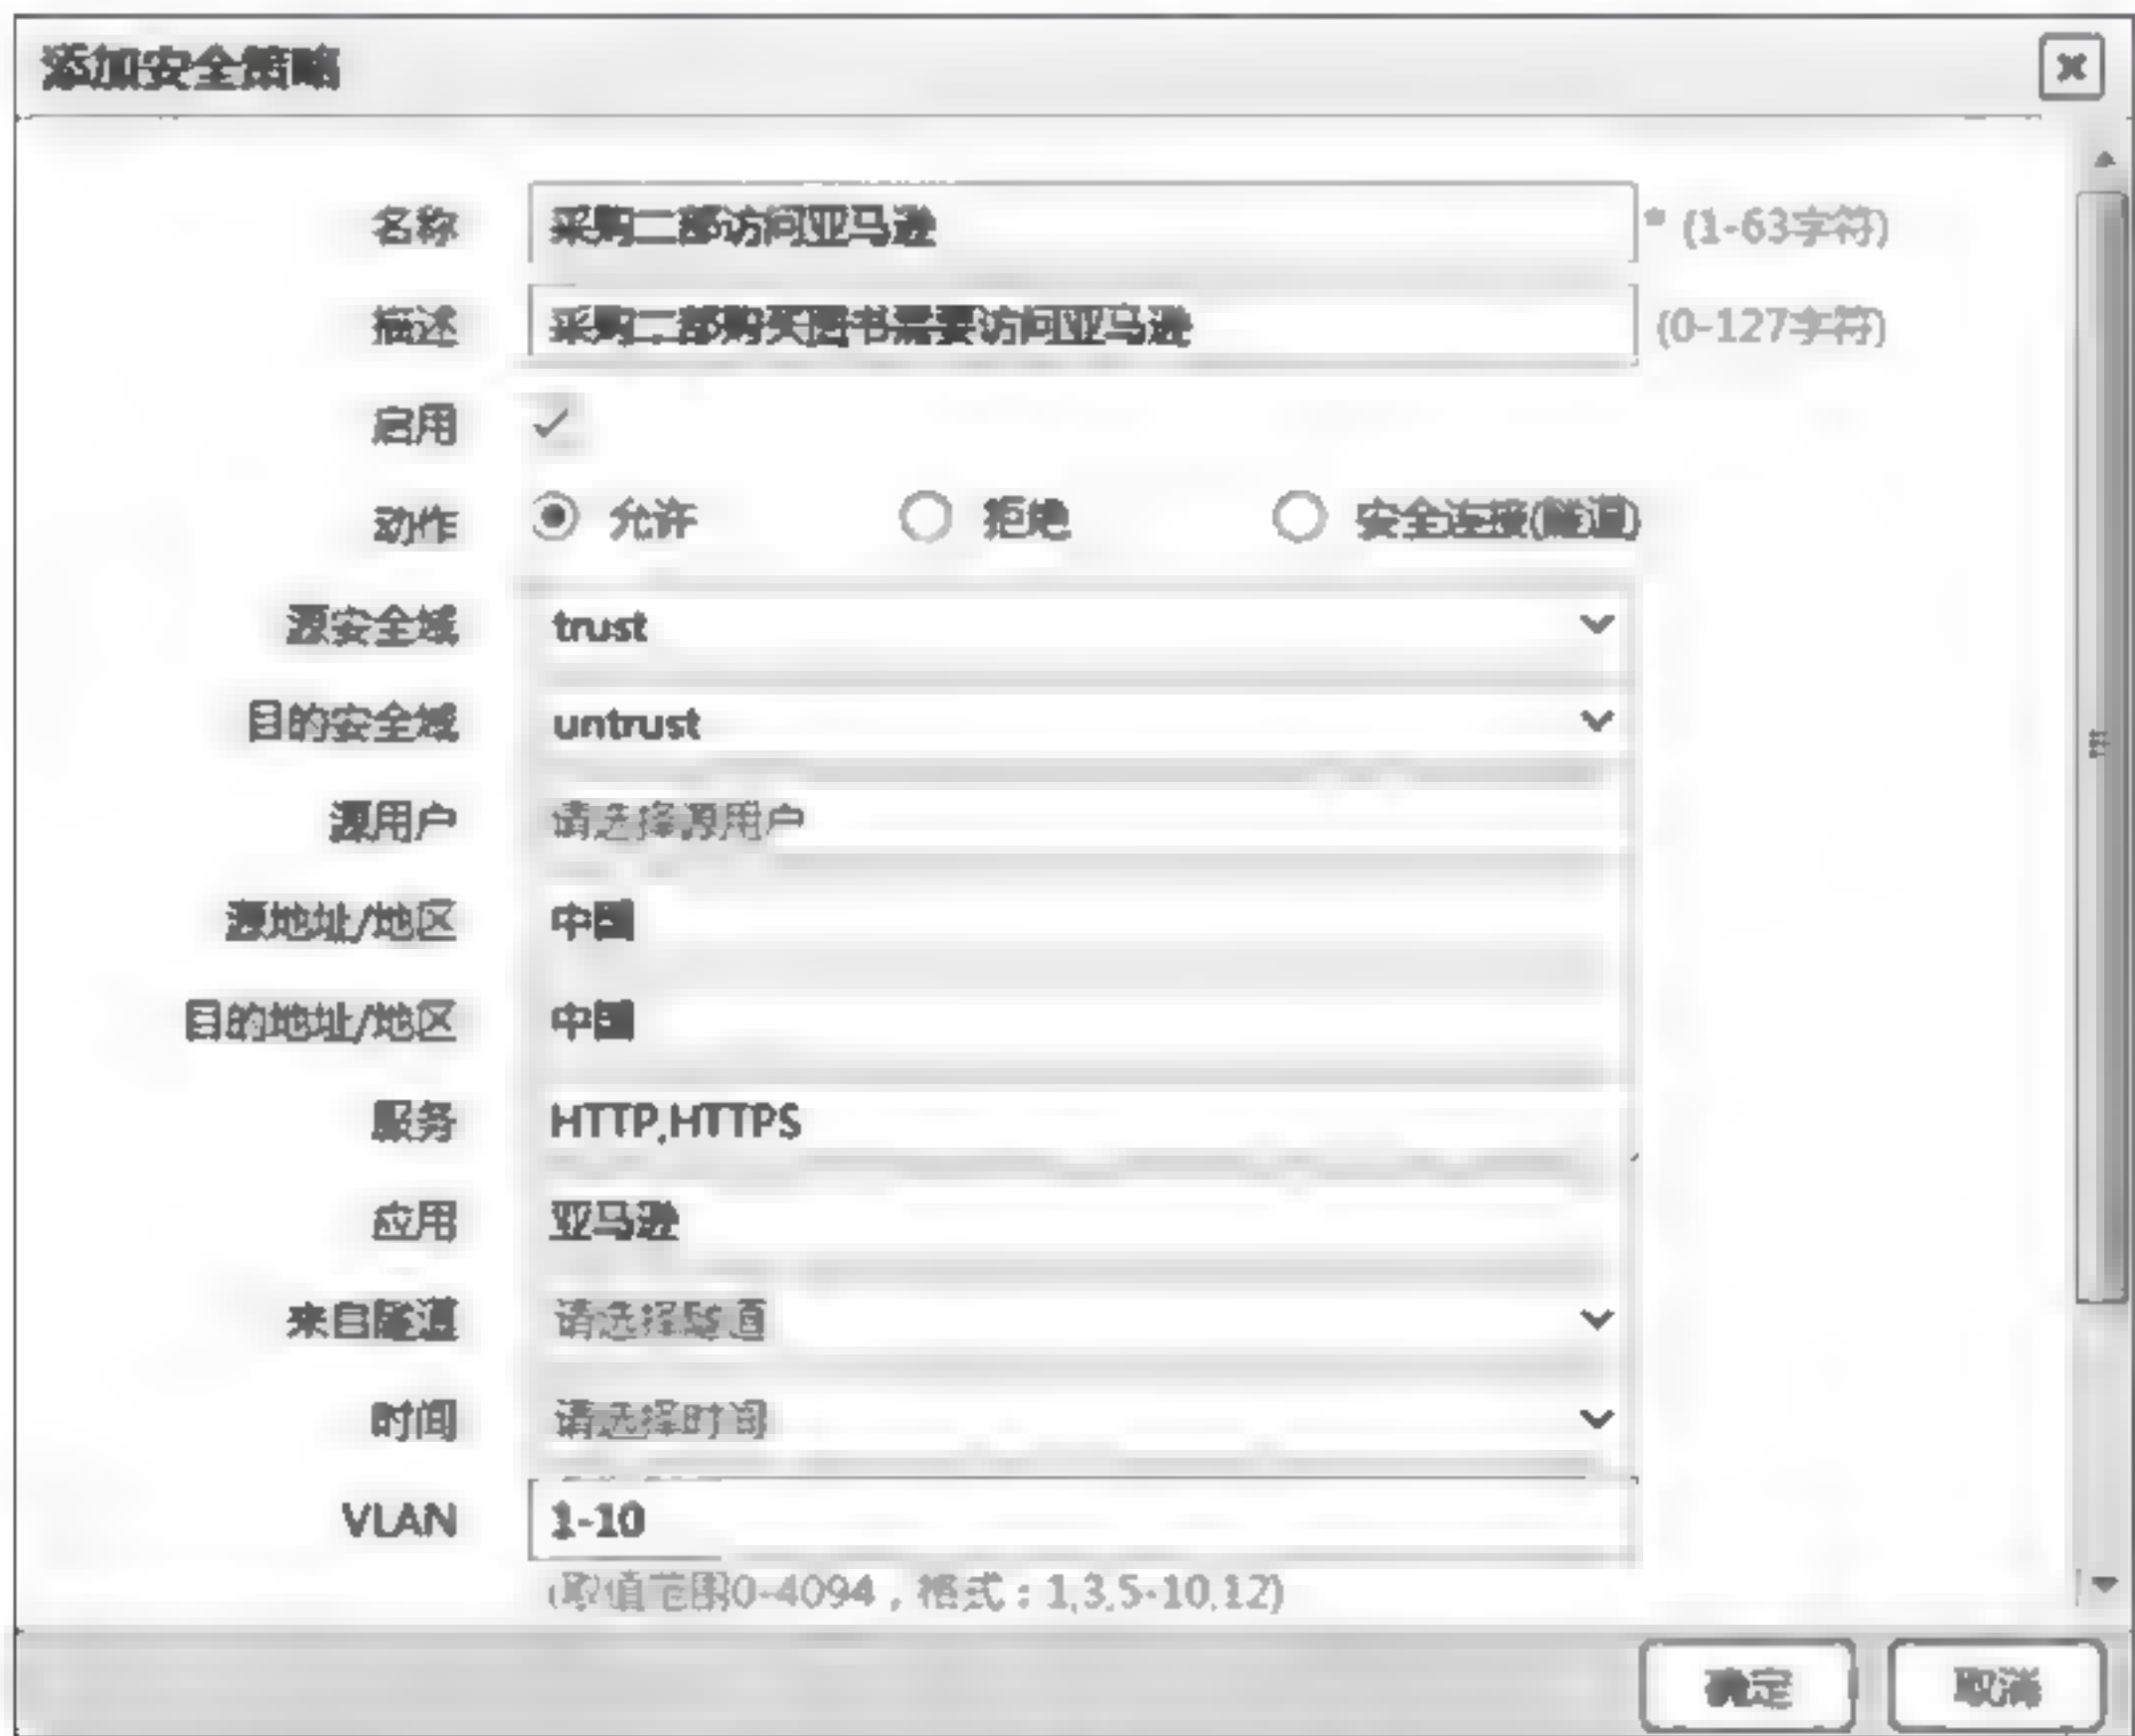 添加安全策略
名称 采购二部访问亚马逊 * (1-63字符)
描述 采购二部购买图书需要访问亚马逊 (0-127字符)
启用
动作 允许 拒绝 安全连接(隧道)
源安全域 trust
目的安全域 untrust
源用户 请选择源用户
源地址/地区 中国
目的地址/地区 中国
服务 HTTP,HTTPS
应用 亚马逊
来自隧道 请选择隧道
时间 请选择时间
VLAN 1-10
(取值范围0-4094，格式：1,3,5-10,12)
确定 取消